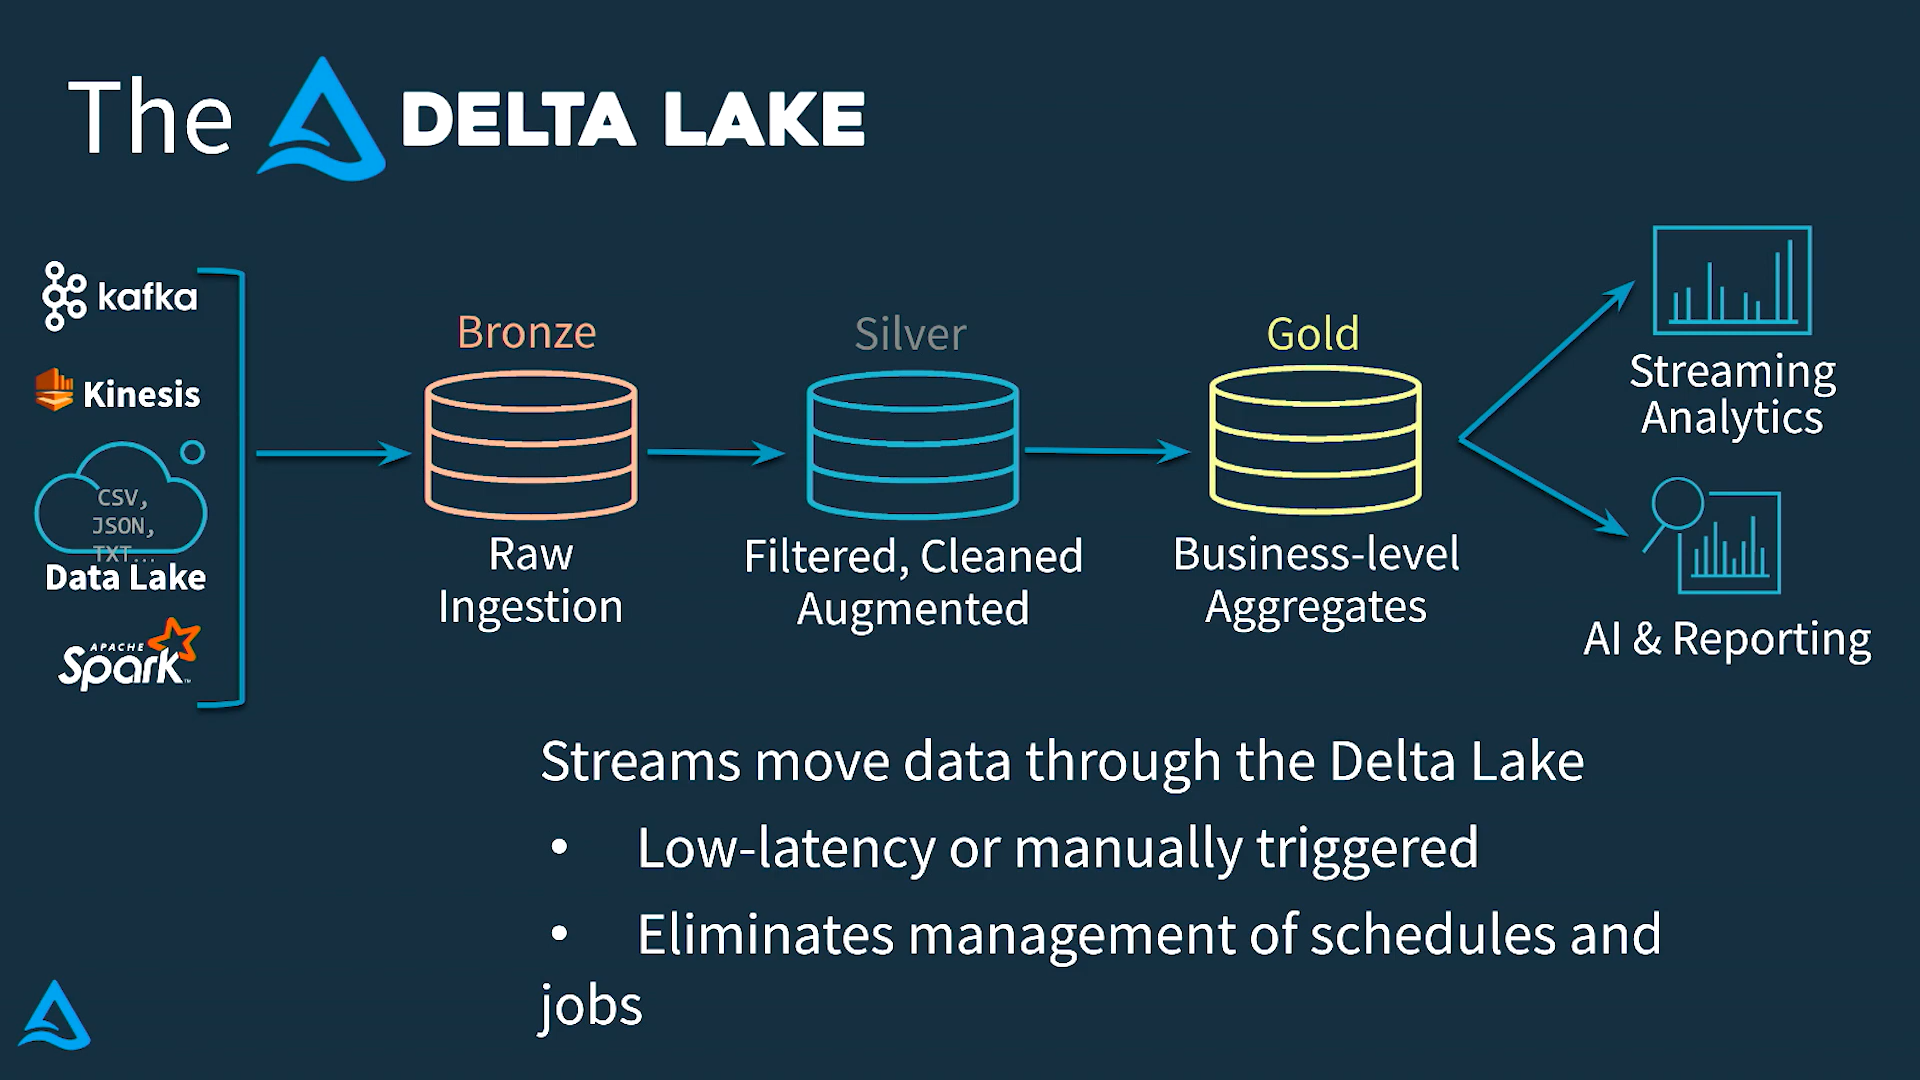 The DELTA LAKE
kafka
Kinesis
CSV,
JSON,
TXT...
Data Lake
APACHE
Spark™
Bronze
Raw
Ingestion
Silver
Filtered, Cleaned
Augmented
Gold
Business-level
Aggregates
Streaming
Analytics
AI & Reporting
Streams move data through the Delta Lake
• Low-latency or manually triggered
• Eliminates management of schedules and
jobs